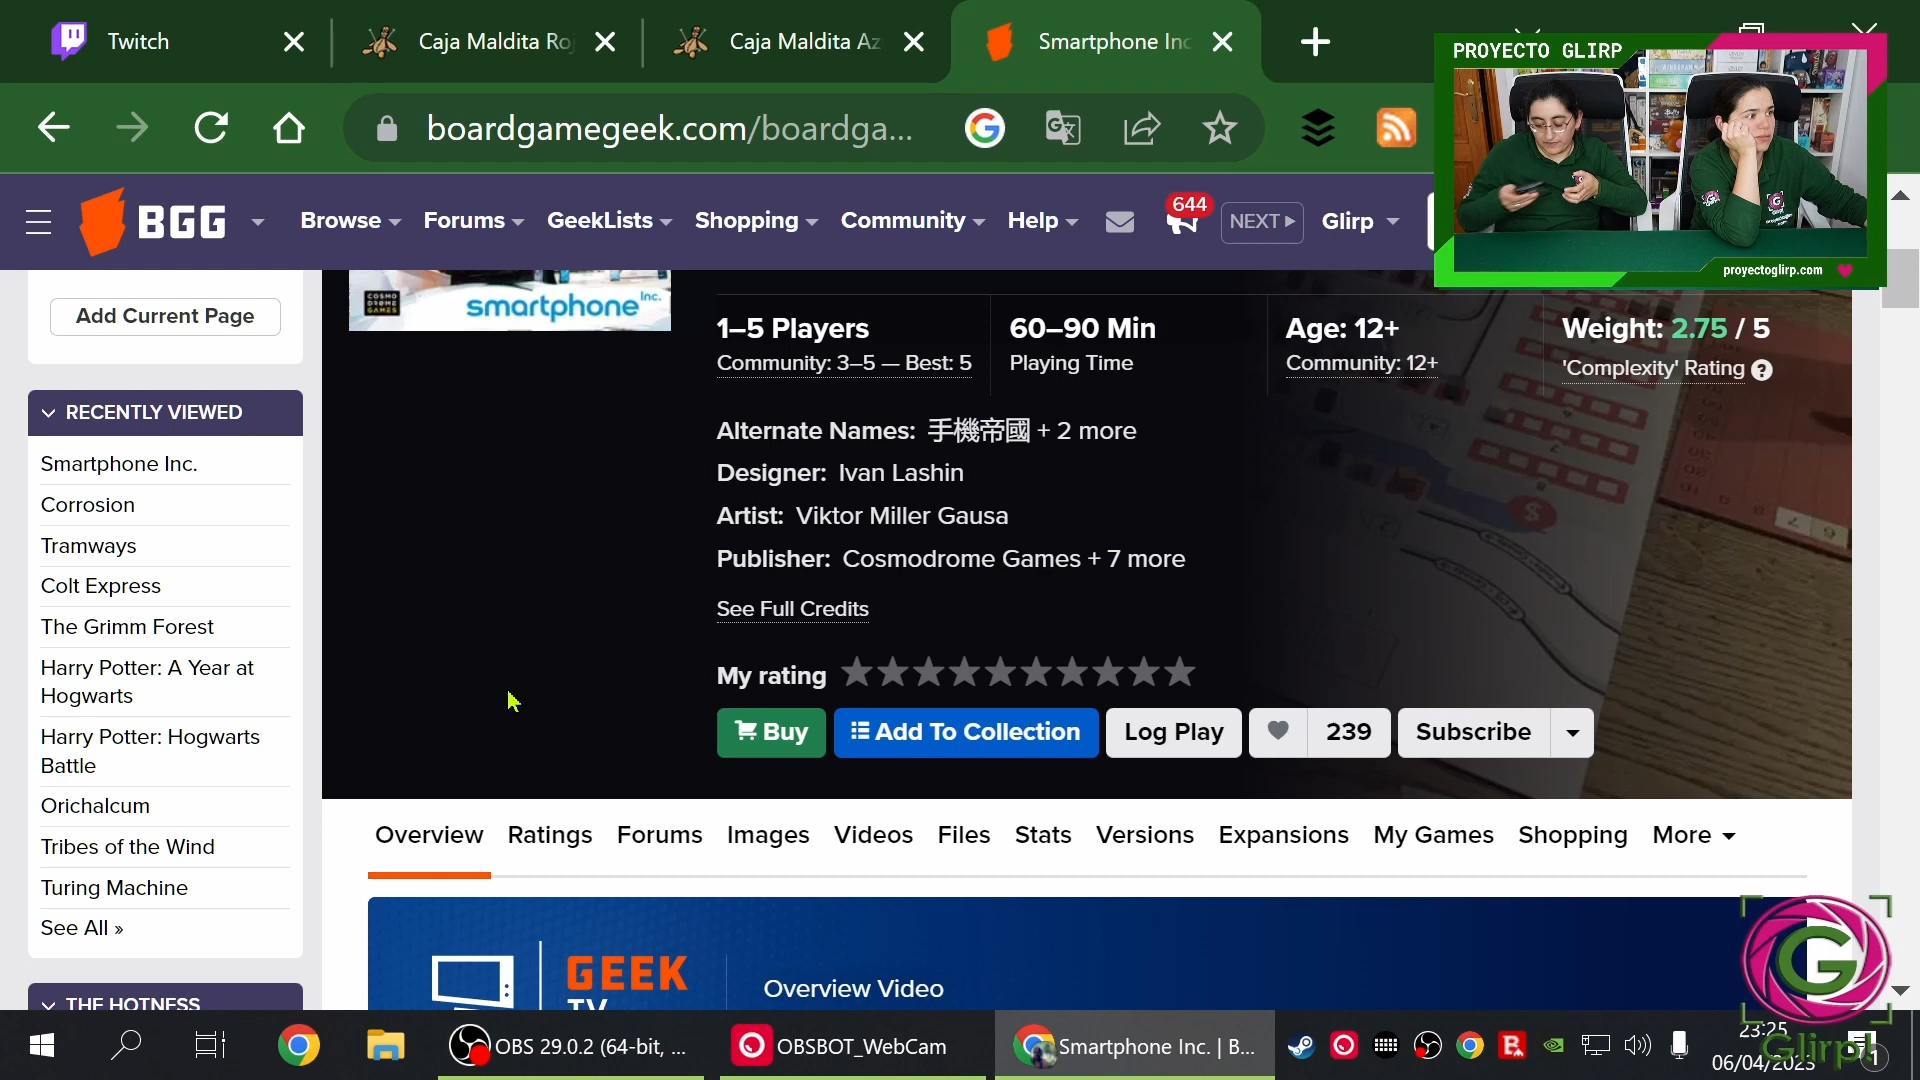 Twitch
Caja Maldita Ro
Caja Maldita Az
Smartphone Inc
PROYECTO GLIRP
proyectoglirp.com
boardgamegeek.com/boardga...
BGG
Browse
Forums
GeekLists
Shopping
Community
Help
644
NEXT
Glirp
Add Current Page
COSMODROME GAMES
smartphone Inc.
1–5 Players
Community: 3–5 — Best: 5
60–90 Min
Playing Time
Age: 12+
Community: 12+
Weight: 2.75 / 5
'Complexity' Rating
Alternate Names: 手機帝國 + 2 more
Designer: Ivan Lashin
Artist: Viktor Miller Gausa
Publisher: Cosmodrome Games + 7 more
See Full Credits
My rating
Buy
Add To Collection
Log Play
239
Subscribe
RECENTLY VIEWED
Smartphone Inc.
Corrosion
Tramways
Colt Express
The Grimm Forest
Harry Potter: A Year at
Hogwarts
Harry Potter: Hogwarts
Battle
Orichalcum
Tribes of the Wind
Turing Machine
See All »
THE HOTNESS
Overview
Ratings
Forums
Images
Videos
Files
Stats
Versions
Expansions
My Games
Shopping
More
GEEK
TV
Overview Video
G
Glirp!
OBS 29.0.2 (64-bit, ...
OBSBOT_WebCam
Smartphone Inc. | B...
23:25
06/04/2023
1